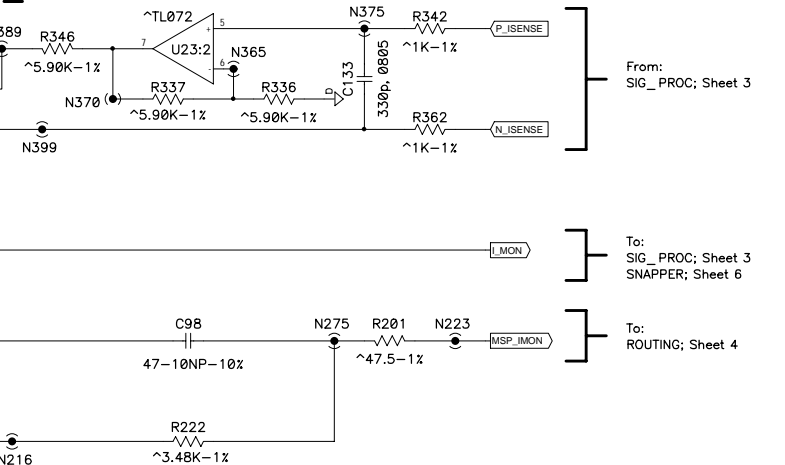 ^TL072
N375
R342
P_ISENSE
389
R346
7
5
+
U23:2
N365
^1K-1%
^5.90K-1%
6
-
C133
330p, 0805
From:
SIG_PROC; Sheet 3
N370
R337
R336
D
^5.90K-1%
^5.90K-1%
R362
N_ISENSE
N399
^1K-1%
I_MON
To:
SIG_PROC; Sheet 3
SNAPPER; Sheet 6
C98
N275
R201
N223
MSP_IMON
To:
ROUTING; Sheet 4
47-10NP-10%
^47.5-1%
R222
N216
^3.48K-1%